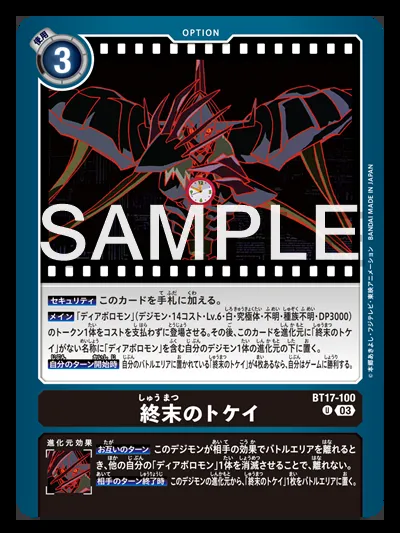 OPTION
使用
3
SAMPLE
©本郷あきよし・フジテレビ・東映アニメーション BANDAI MADE IN JAPAN
セキュリティ このカードを手札に加える。
メイン 「ディアボロモン」(デジモン・14コスト・Lv.6・白・究極体・不明・種族不明・DP3000)
のトークン1体をコストを支払わずに登場させる。その後、このカードを進化元に「終末のトケ
イ」がない名称に「ディアボロモン」を含む自分のデジモン1体の進化元の下に置く。
自分のターン開始時 自分のバトルエリアに置かれている「終末のトケイ」が4枚あるなら、自分はゲームに勝利する。
しゅうまつ
終末のトケイ
BT17-100
U 03
進化元効果
お互いのターン このデジモンが相手の効果でバトルエリアを離れると
き、他の自分の「ディアボロモン」1体を消滅させることで、離れない。
相手のターン終了時 このデジモンの進化元から、「終末のトケイ」1枚をバトルエリアに置く。